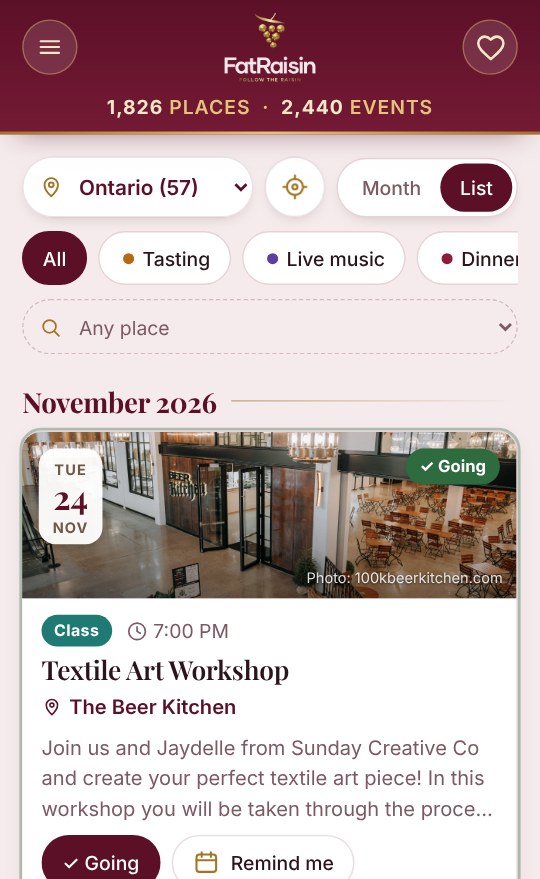 FatRaisin
FOLLOW THE RAISIN
1,826 PLACES · 2,440 EVENTS
Ontario (57)
Month
List
All
Tasting
Live music
Dinner
Any place
November 2026
TUE
24
NOV
✓ Going
BEER
Kitchen
Photo: 100kbeerkitchen.com
Class
7:00 PM
Textile Art Workshop
The Beer Kitchen
Join us and Jaydelle from Sunday Creative Co
and create your perfect textile art piece! In this
workshop you will be taken through the proce...
✓ Going
Remind me